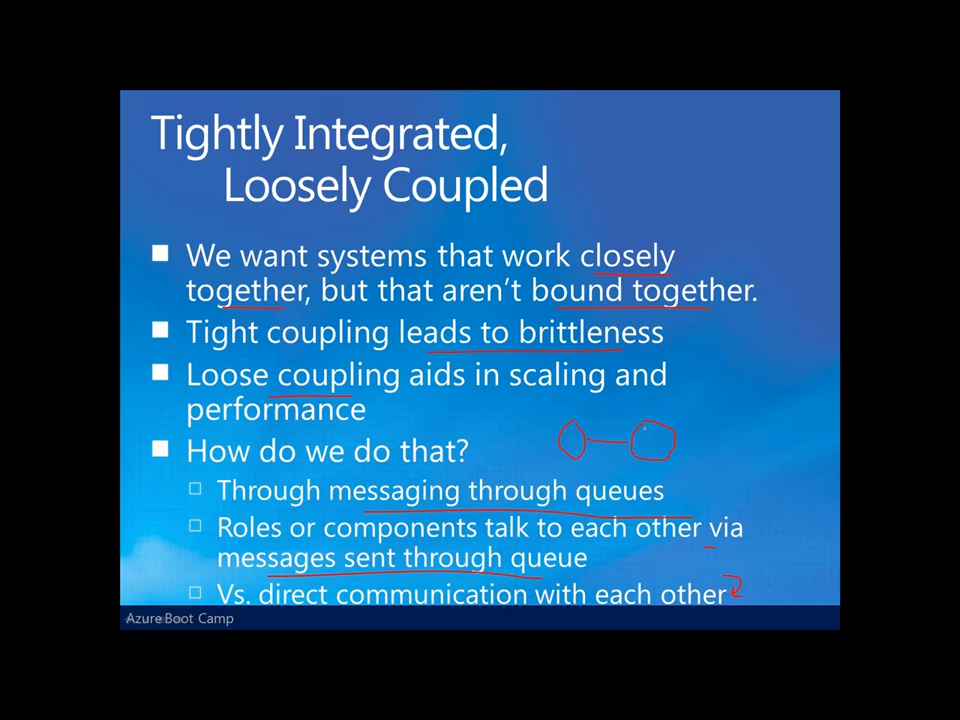 Tightly Integrated,
Loosely Coupled
We want systems that work closely
together, but that aren't bound together.
Tight coupling leads to brittleness
Loose coupling aids in scaling and
performance
How do we do that?
Through messaging through queues
Roles or components talk to each other via
messages sent through queue
Vs. direct communication with each other
Azure Boot Camp